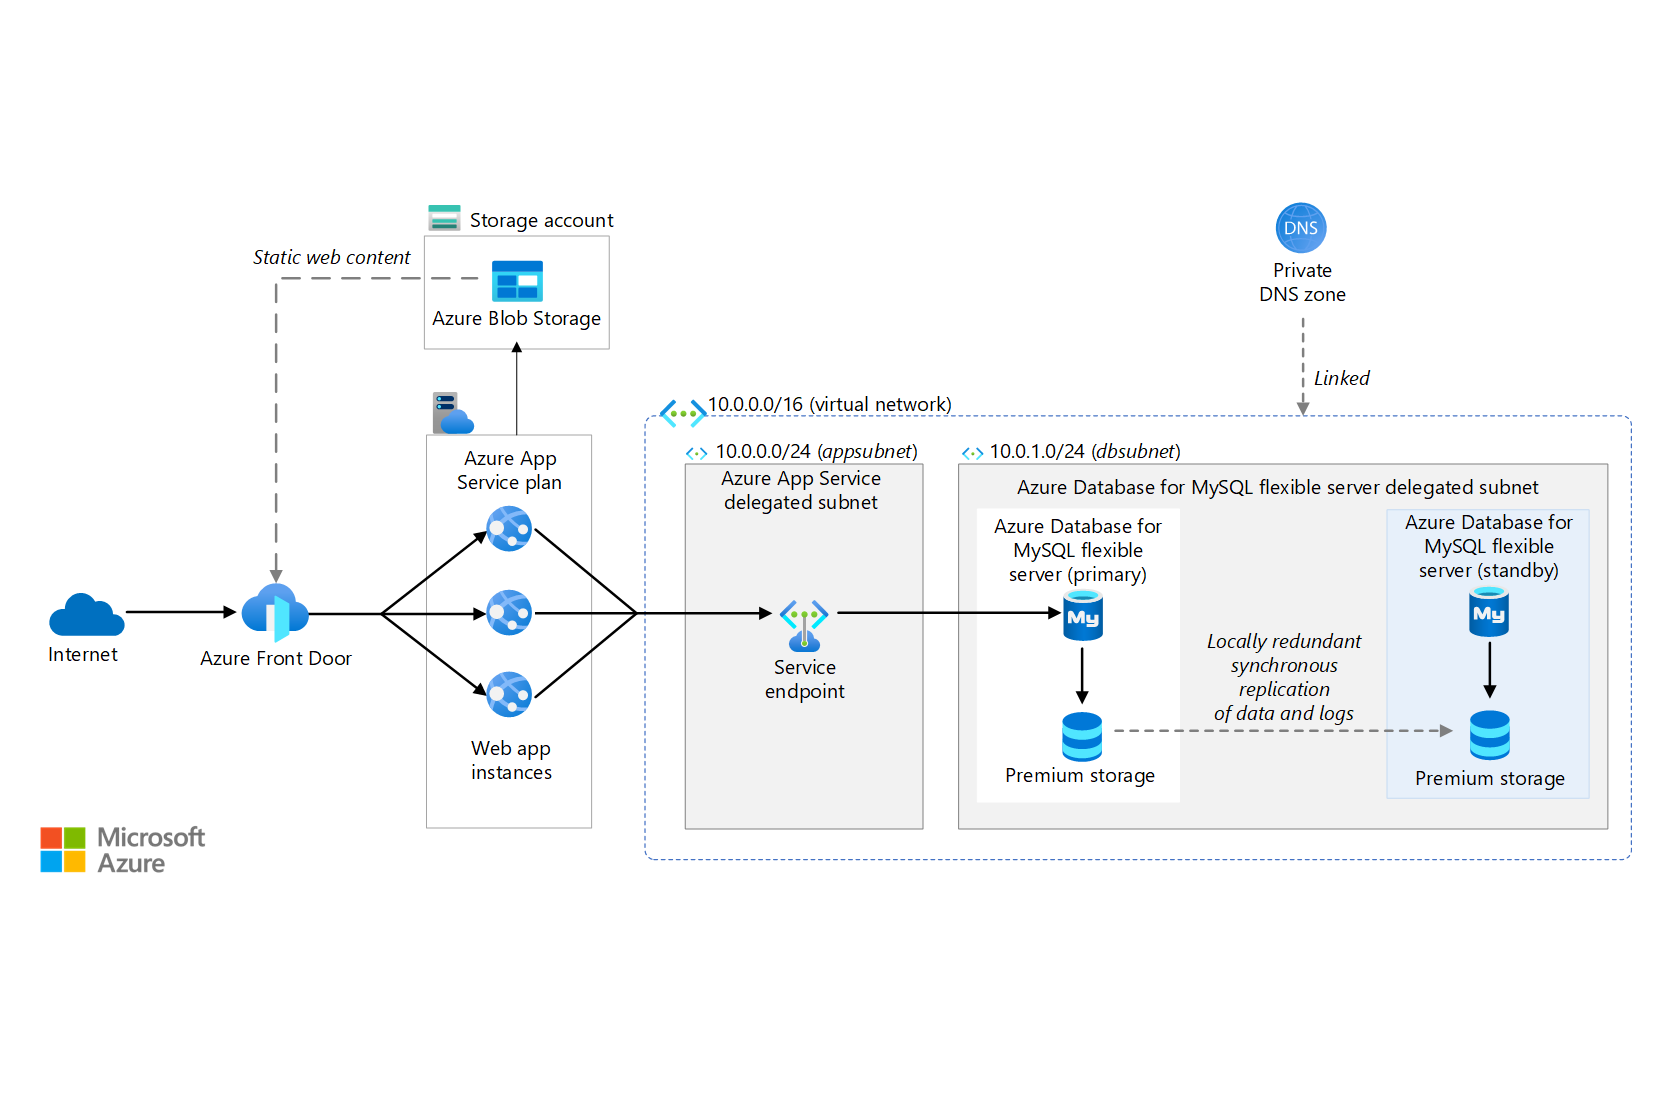 Storage account
Static web content
Azure Blob Storage
DNS
Private
DNS zone
Linked
10.0.0.0/16 (virtual network)
Azure App
Service plan
10.0.0.0/24 (appsubnet)
Azure App Service
delegated subnet
10.0.1.0/24 (dbsubnet)
Azure Database for MySQL flexible server delegated subnet
Azure Database for
MySQL flexible
server (primary)
My
Azure Database for
MySQL flexible
server (standby)
My
Internet
Azure Front Door
Service
endpoint
Locally redundant
synchronous
replication
of data and logs
Web app
instances
Premium storage
Premium storage
Microsoft
Azure